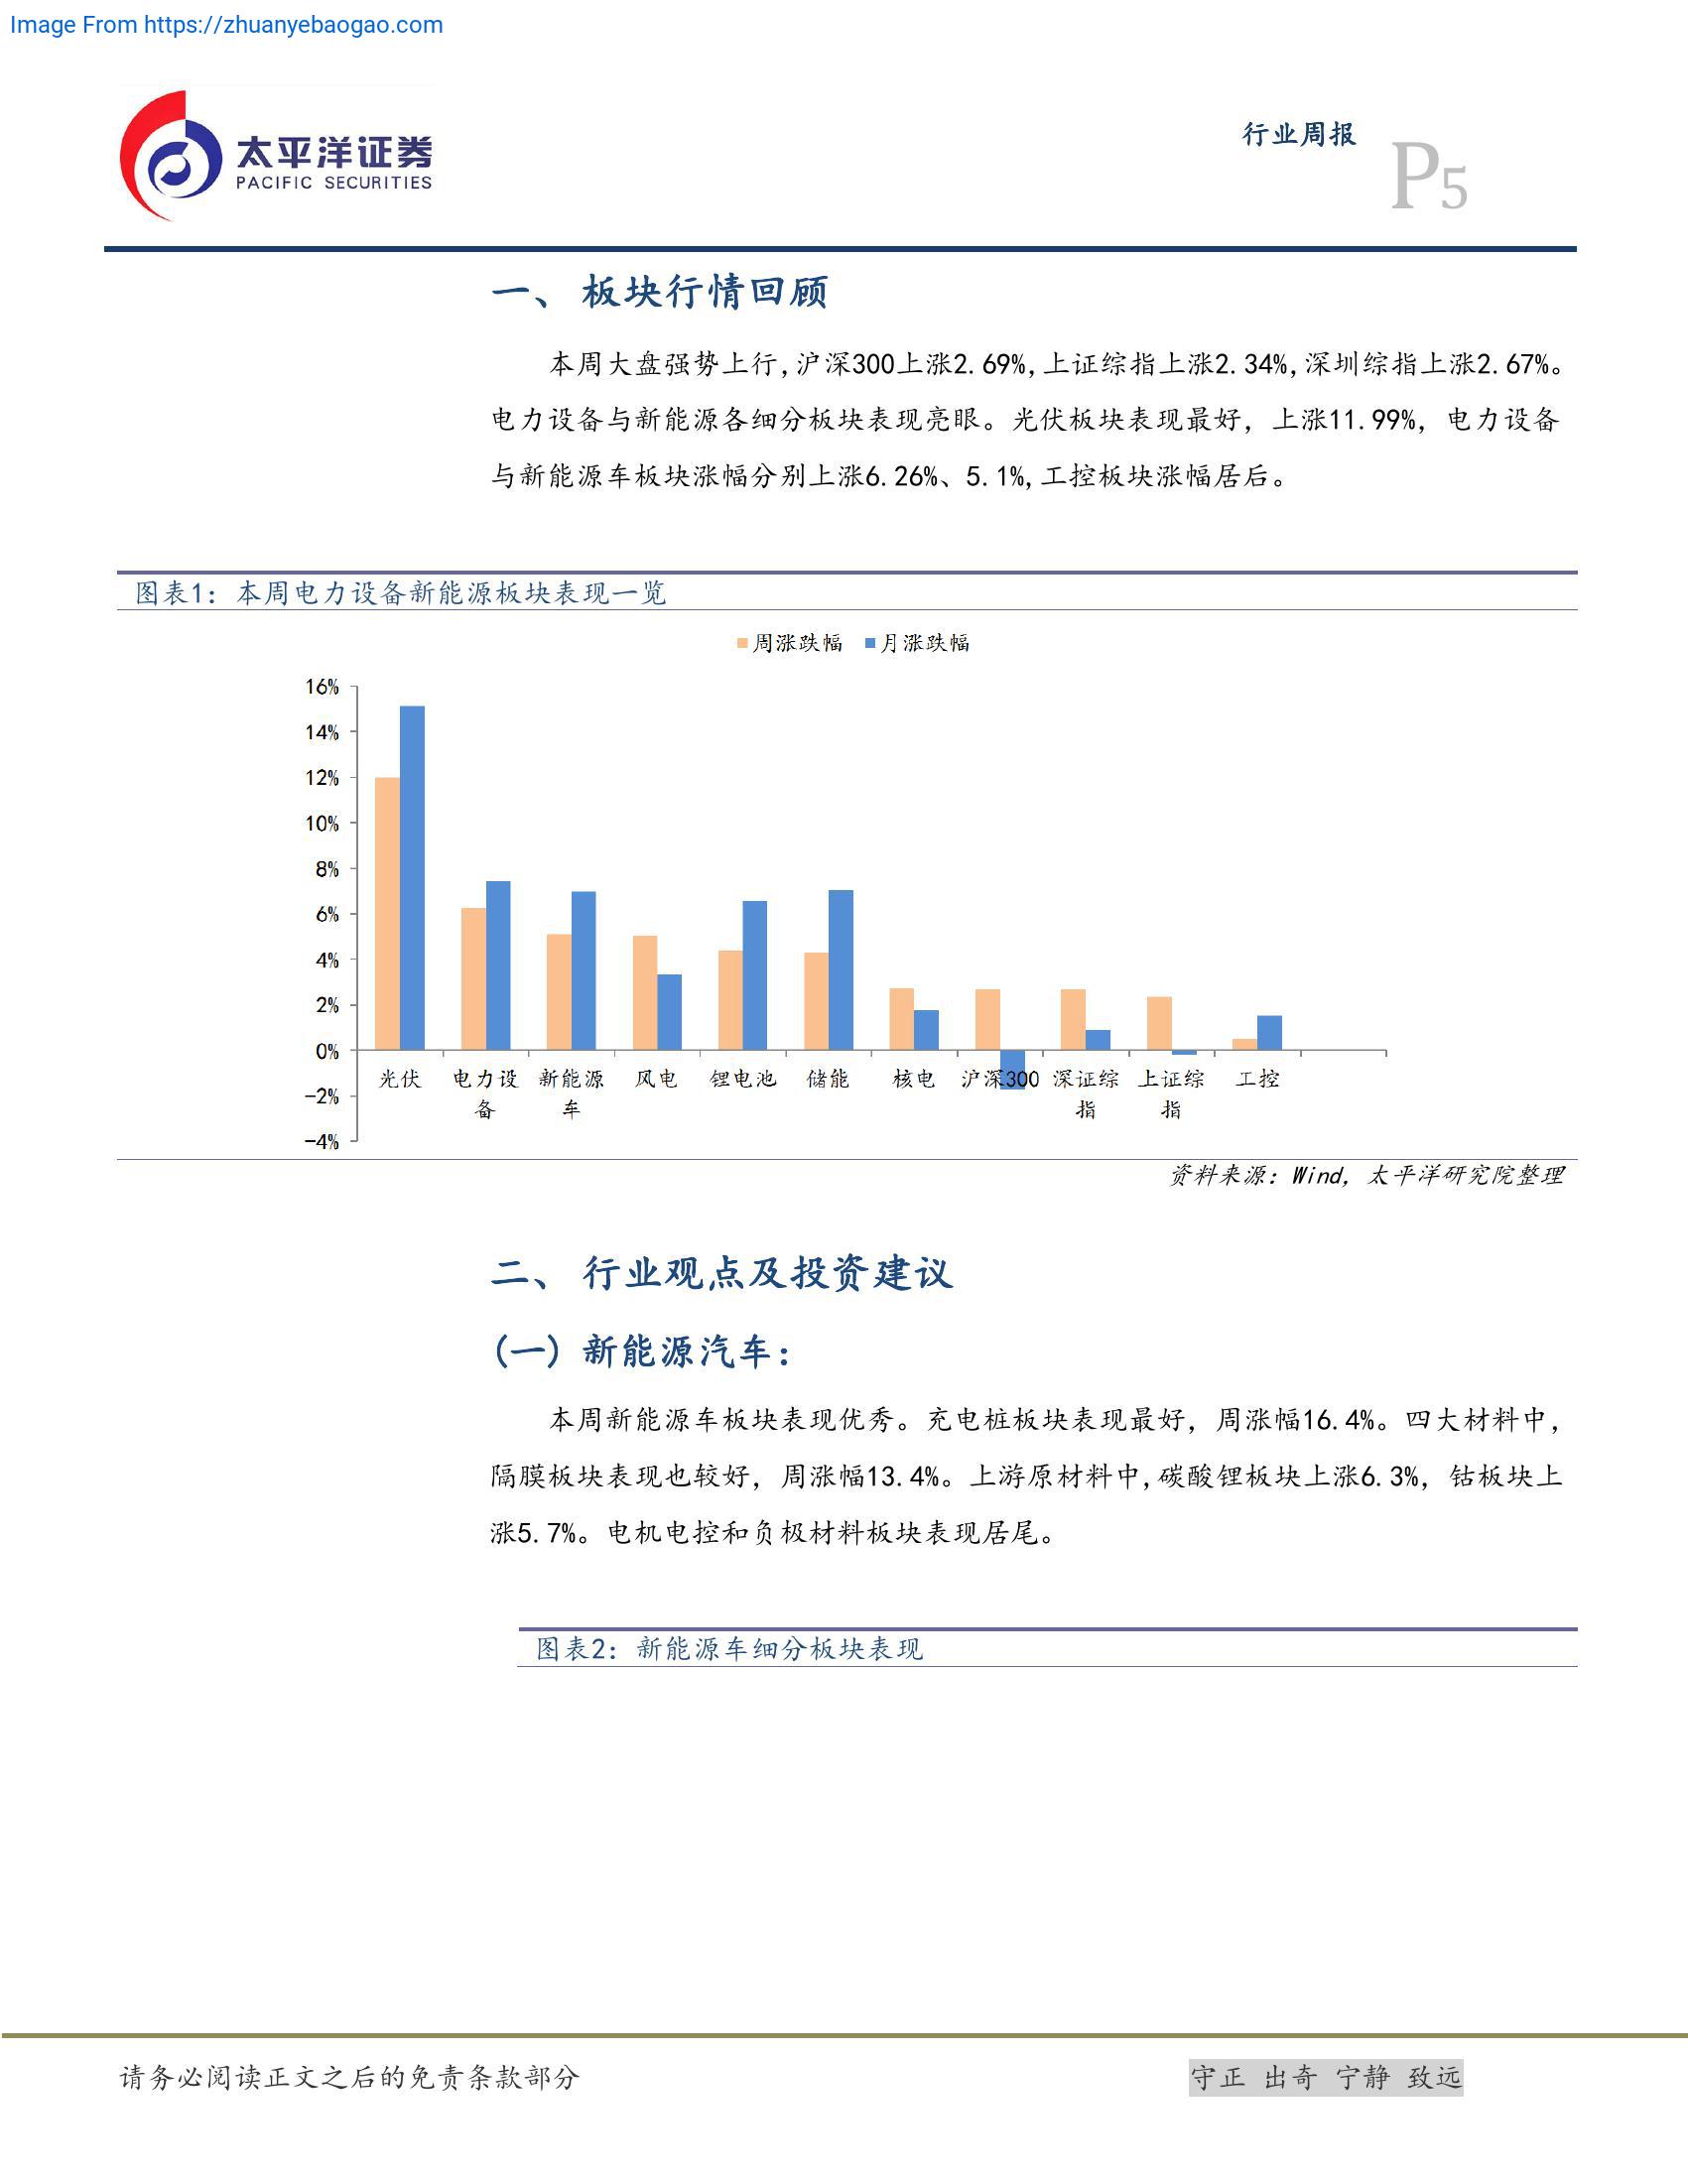 Image From https://zhuanyebaogao.com
太平洋证券
PACIFIC SECURITIES
行业周报
P5
一、 板块行情回顾
本周大盘强势上行,沪深300上涨2.69%,上证综指上涨2.34%,深圳综指上涨2.67%。
电力设备与新能源各细分板块表现亮眼。光伏板块表现最好，上涨11.99%，电力设备
与新能源车板块涨幅分别上涨6.26%、5.1%,工控板块涨幅居后。
图表1：本周电力设备新能源板块表现一览
周涨跌幅 月涨跌幅
16%
14%
12%
10%
8%
6%
4%
2%
0%
-2%
-4%
光伏 电力设备 新能源车 风电 锂电池 储能 核电 沪深300 深证综指 上证综指 工控
资料来源：Wind，太平洋研究院整理
二、 行业观点及投资建议
(一) 新能源汽车：
本周新能源车板块表现优秀。充电桩板块表现最好，周涨幅16.4%。四大材料中，
隔膜板块表现也较好，周涨幅13.4%。上游原材料中,碳酸锂板块上涨6.3%，钴板块上
涨5.7%。电机电控和负极材料板块表现居尾。
图表2：新能源车细分板块表现
请务必阅读正文之后的免责条款部分
守正 出奇 宁静 致远